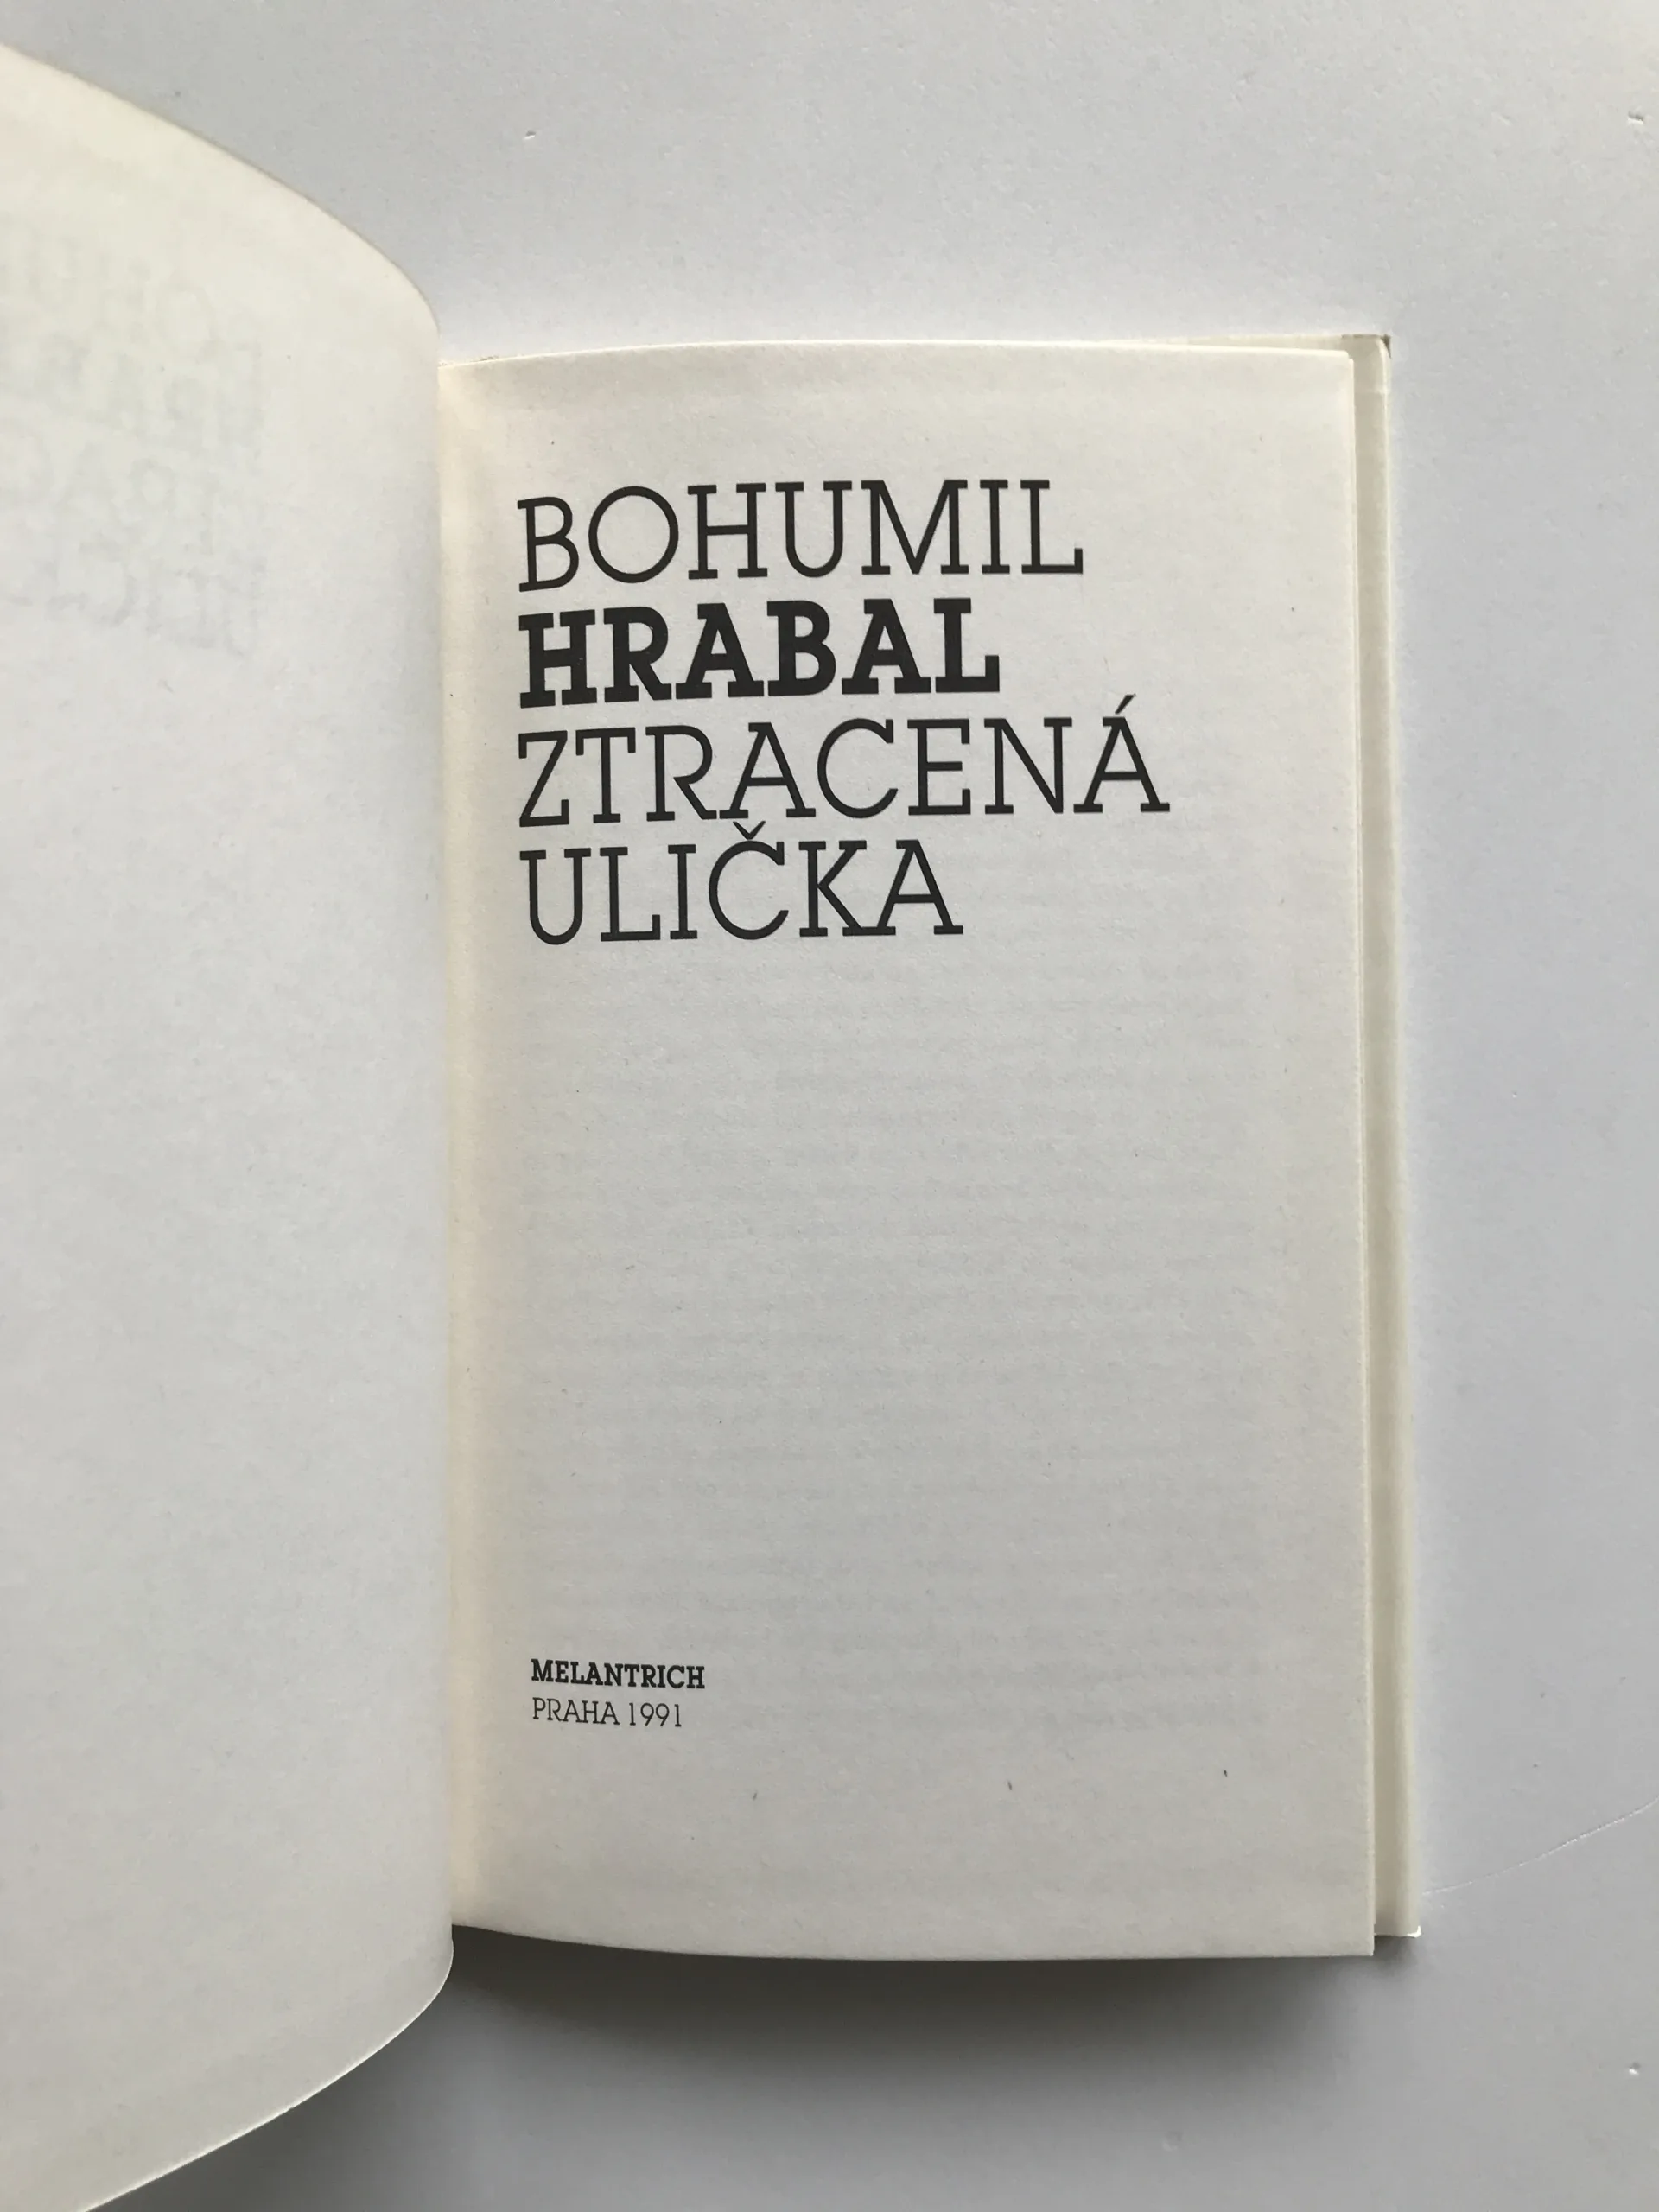 BOHUMIL
HRABAL
ZTRACENÁ
ULIČKA
MELANTRICH
PRAHA 1991